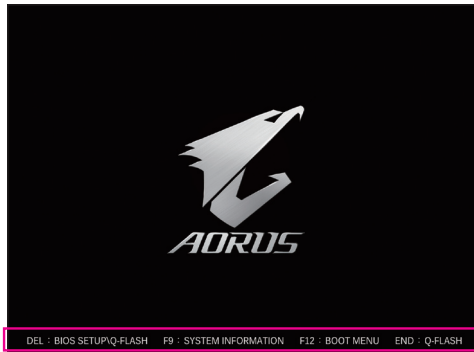 AORUS
DEL : BIOS SETUP\Q-FLASH F9 : SYSTEM INFORMATION F12 : BOOT MENU END : Q-FLASH